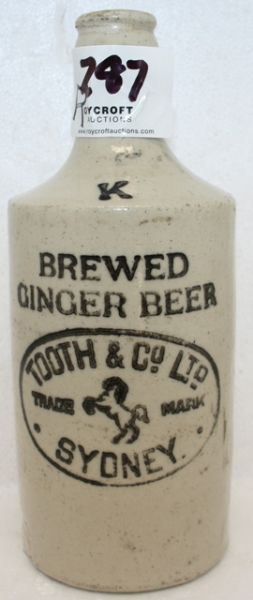 787
ROYCROFT
AUCTIONS
www.roycroftauctions.com
K
BREWED
GINGER BEER
TOOTH & CO LTD
TRADE MARK
SYDNEY.